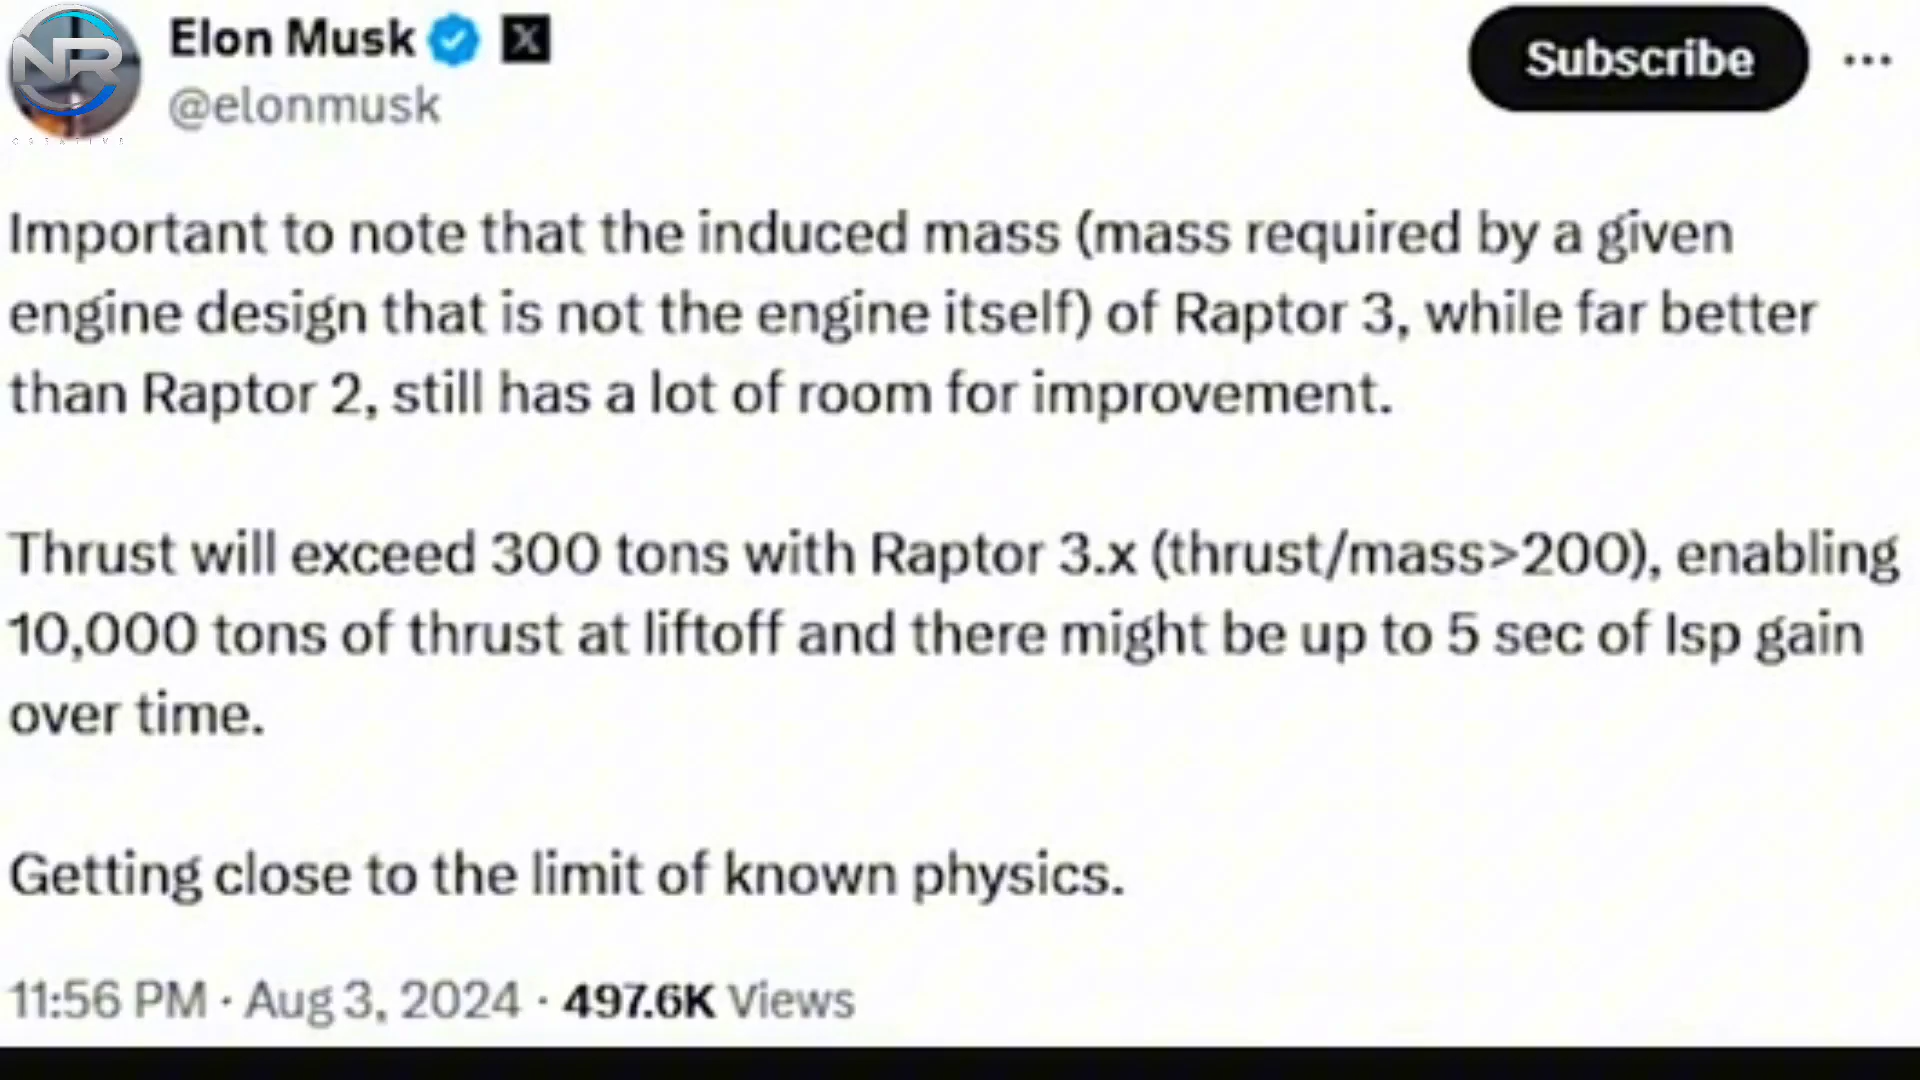 NR
CREATIVE
Elon Musk X
@elonmusk
Subscribe
Important to note that the induced mass (mass required by a given
engine design that is not the engine itself) of Raptor 3, while far better
than Raptor 2, still has a lot of room for improvement.
Thrust will exceed 300 tons with Raptor 3.x (thrust/mass>200), enabling
10,000 tons of thrust at liftoff and there might be up to 5 sec of Isp gain
over time.
Getting close to the limit of known physics.
11:56 PM · Aug 3, 2024 · 497.6K Views